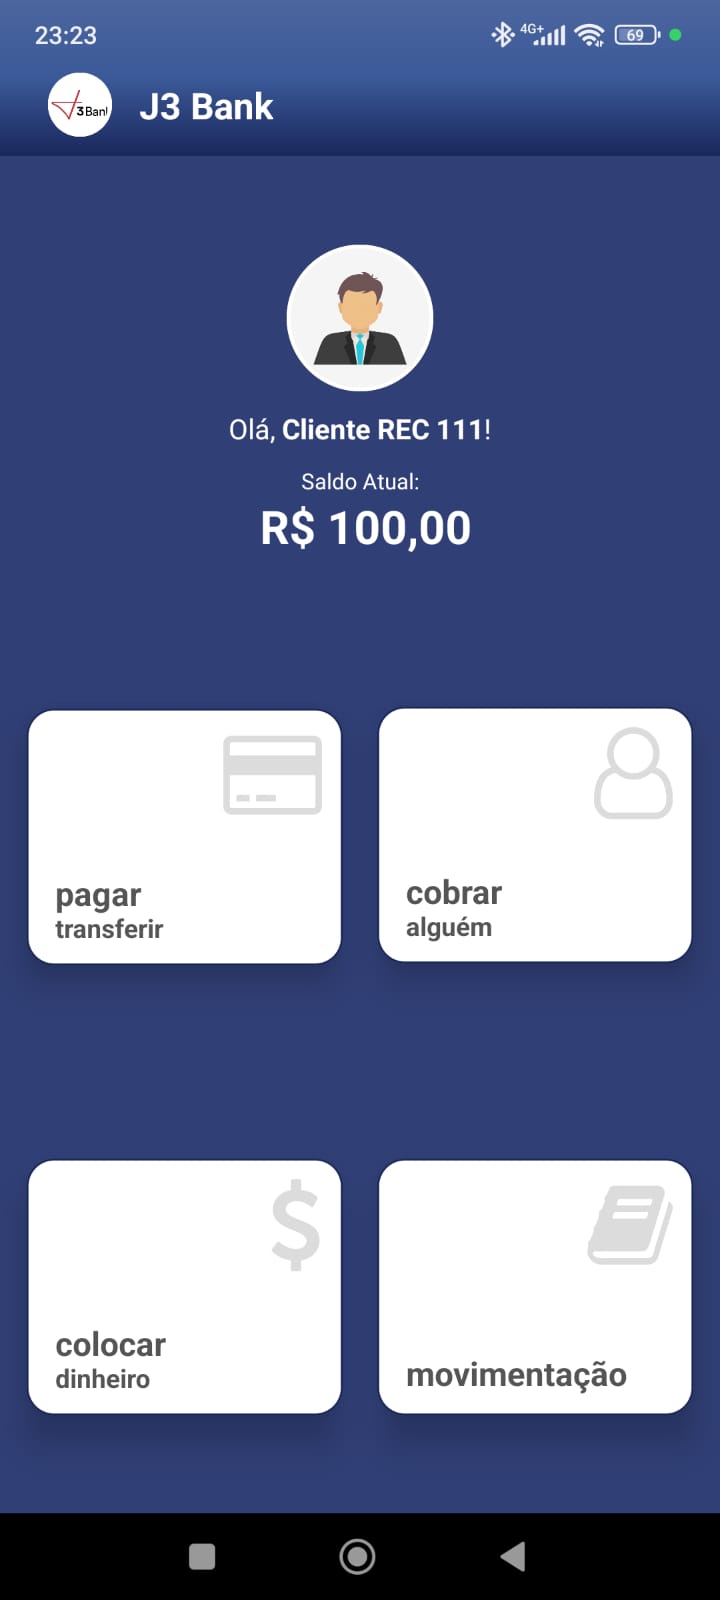 23:23
4G+
69
3Ban
J3 Bank
Olá, Cliente REC 111!
Saldo Atual:
R$ 100,00
pagar
transferir
cobrar
alguém
colocar
dinheiro
movimentação